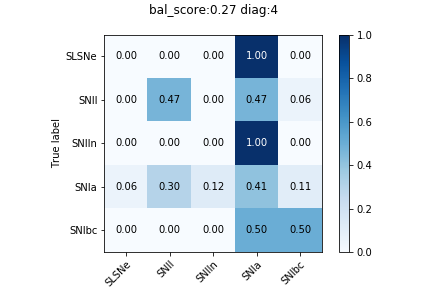 bal_score:0.27 diag:4
True label
SLSNe 0.00 0.00 0.00 1.00 0.00
SNII 0.00 0.47 0.00 0.47 0.06
SNIIn 0.00 0.00 0.00 1.00 0.00
SNIa 0.06 0.30 0.12 0.41 0.11
SNIbc 0.00 0.00 0.00 0.50 0.50
SLSNe SNII SNIIn SNIa SNIbc
1.0
0.8
0.6
0.4
0.2
0.0